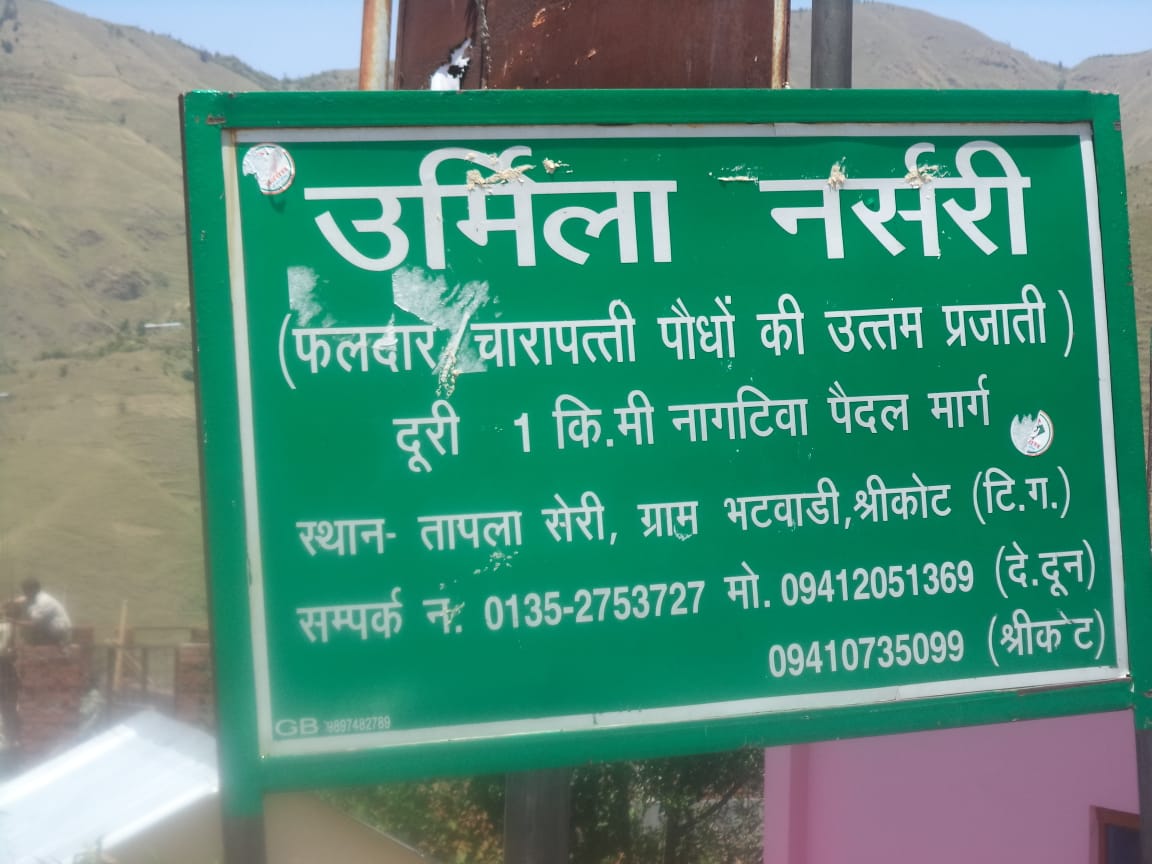 उर्मिला नर्सरी
(फलदार/चारापत्ती पौधों की उत्तम प्रजाती)
दूरी 1 कि.मी नागटिवा पैदल मार्ग
स्थान- तापला सेरी, ग्राम भटवाडी,श्रीकोट (टि.ग.)
सम्पर्क नं. 0135-2753727 मो. 09412051369 (दे.दून)
09410735099 (श्रीकोट)
GB 9897482789